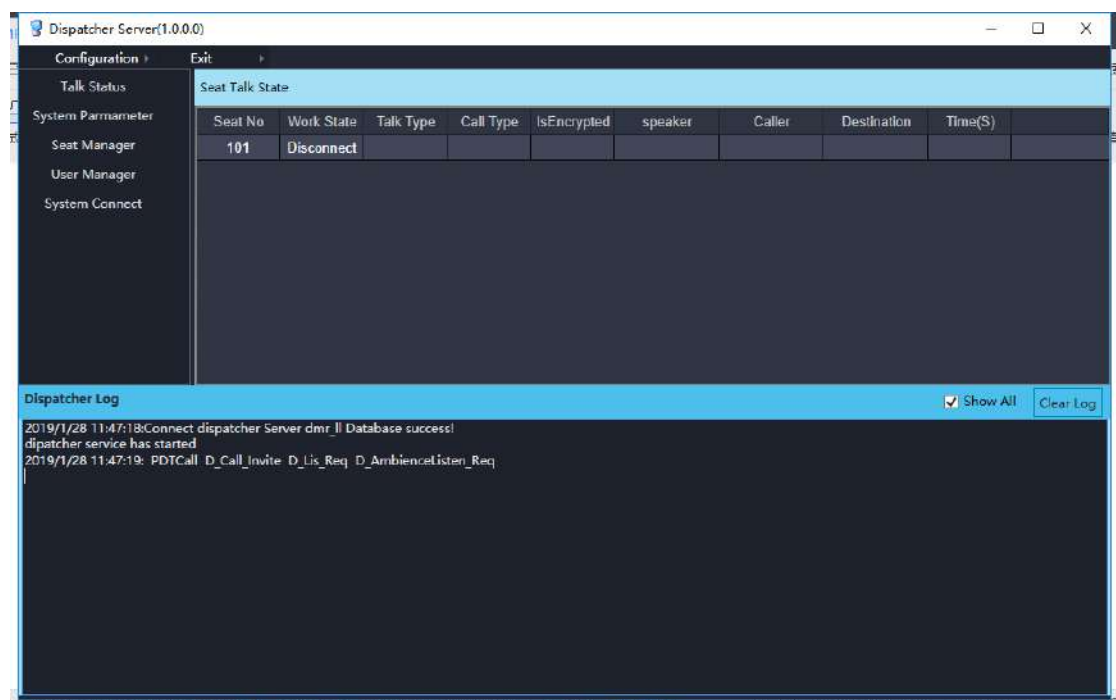 Dispatcher Server(1.0.0.0)
Configuration Exit
Talk Status
System Parmameter
Seat Manager
User Manager
System Connect
Seat Talk State
Seat No Work State Talk Type Call Type IsEncrypted speaker Caller Destination Time(S)
101 Disconnect
Dispatcher Log
Show All
Clear Log
2019/1/28 11:47:18:Connect dispatcher Server dmr_ll Database success!
dipatcher service has started
2019/1/28 11:47:19: PDTCall D_Call_Invite D_Lis_Req D_AmbienceListen_Req